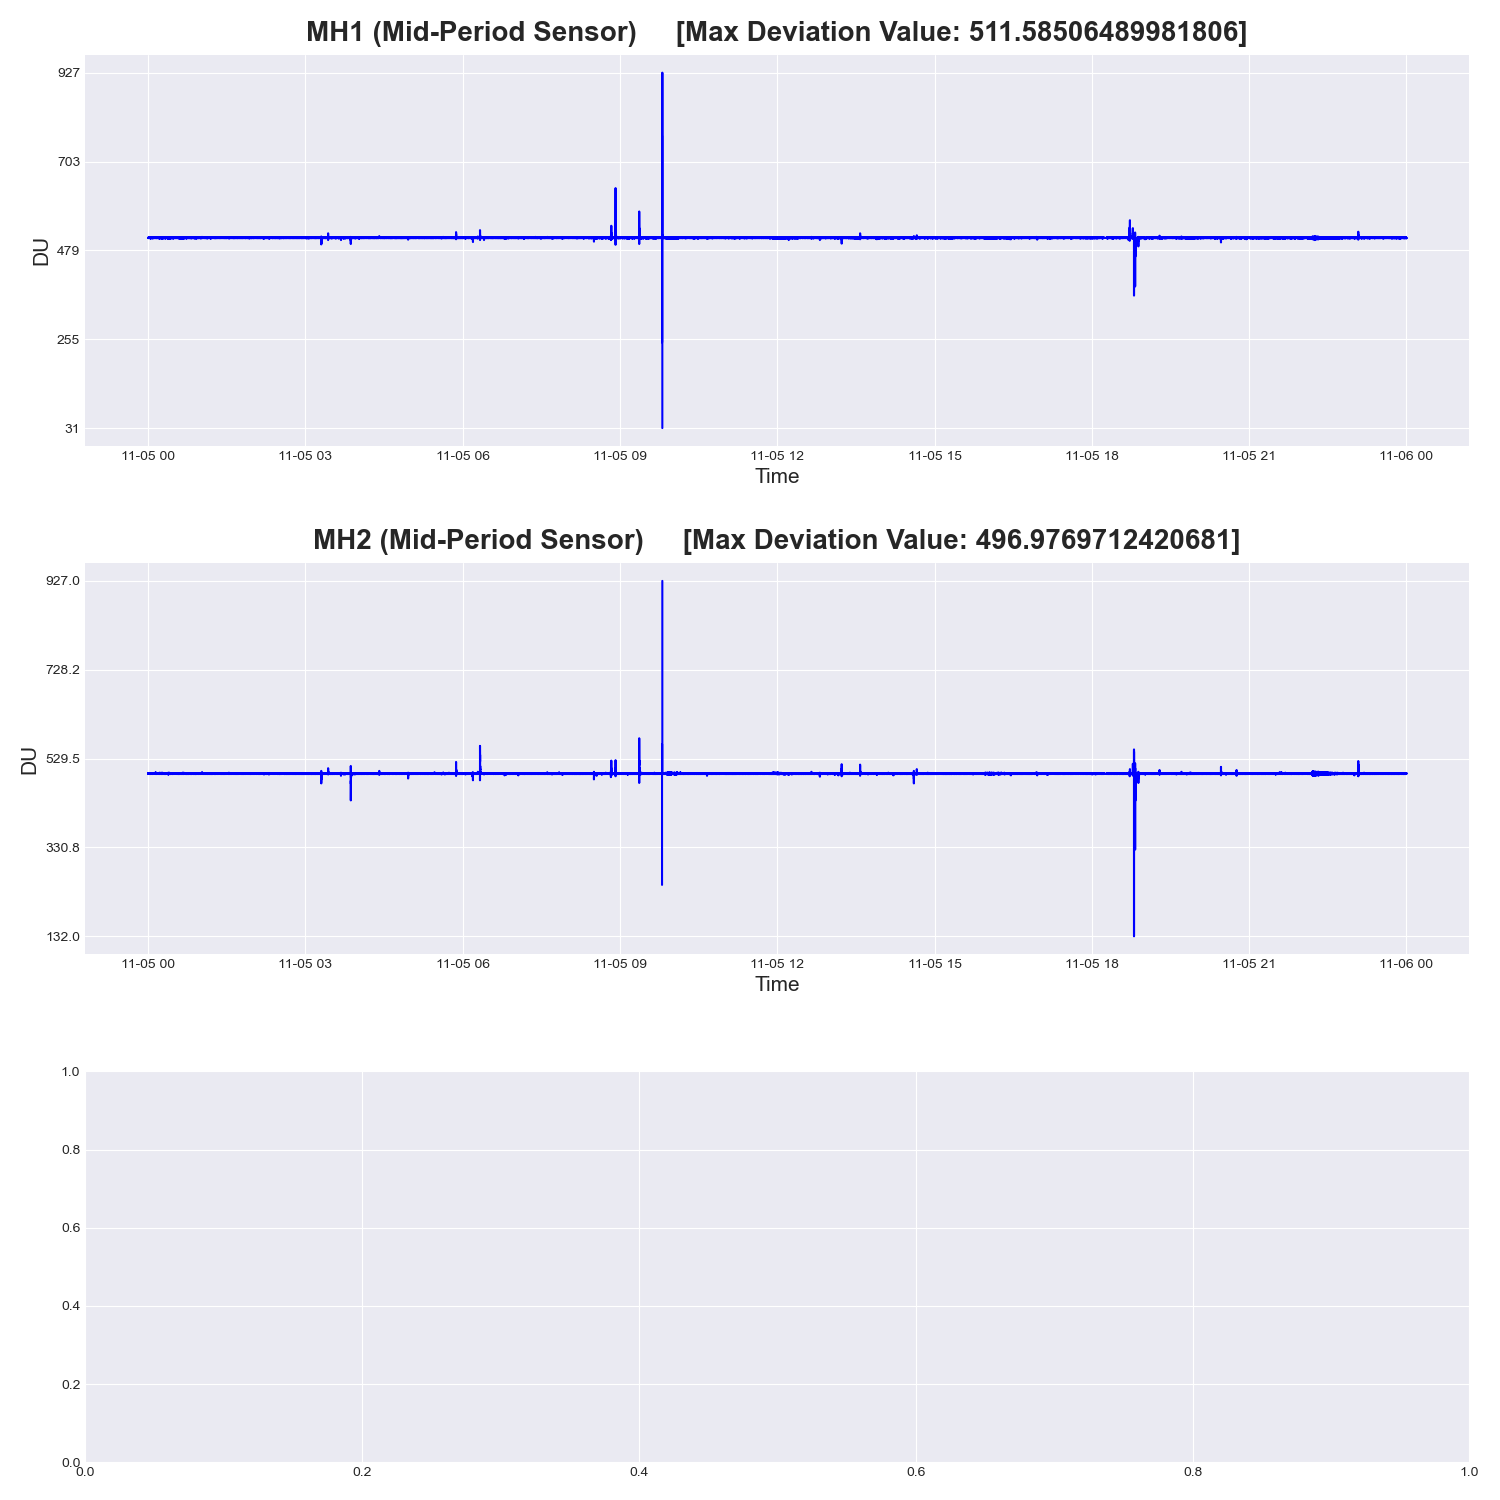 MH1 (Mid-Period Sensor) [Max Deviation Value: 511.58506489981806]
927
703
479
255
31
DU
11-05 00 11-05 03 11-05 06 11-05 09 11-05 12 11-05 15 11-05 18 11-05 21 11-06 00
Time
MH2 (Mid-Period Sensor) [Max Deviation Value: 496.9769712420681]
927.0
728.2
529.5
330.8
132.0
DU
11-05 00 11-05 03 11-05 06 11-05 09 11-05 12 11-05 15 11-05 18 11-05 21 11-06 00
Time
1.0
0.8
0.6
0.4
0.2
0.0
0.0 0.2 0.4 0.6 0.8 1.0